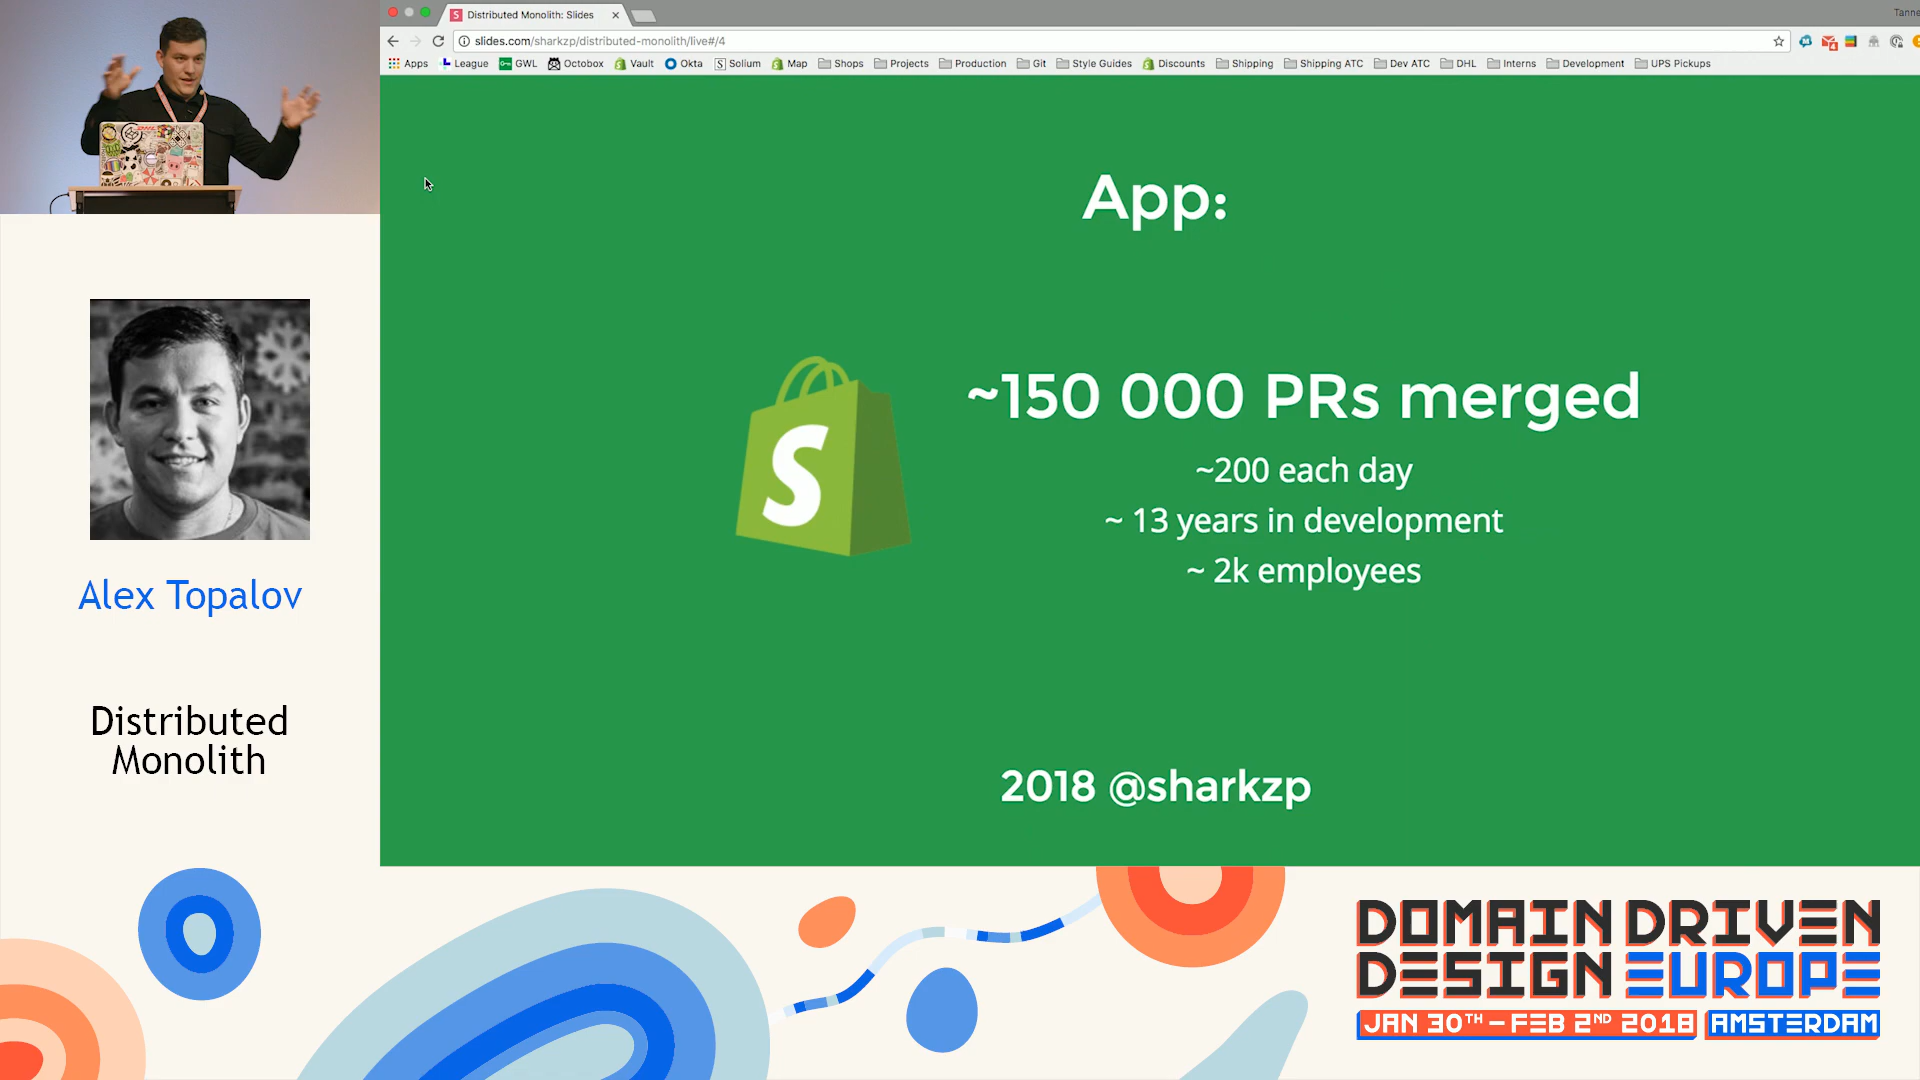 Distributed Monolith: Slides
Tanne
slides.com/sharkzp/distributed-monolith/live#/4
Apps League GWL Octobox Vault Okta Solium Map Shops Projects Production Git Style Guides Discounts Shipping Shipping ATC Dev ATC DHL Interns Development UPS Pickups
App:
S
~150 000 PRs merged
~200 each day
~ 13 years in development
~ 2k employees
2018 @sharkzp
Alex Topalov
Distributed
Monolith
DOMAIN DRIVEN
DESIGN EUROPE
JAN 30TH - FEB 2ND 2018 AMSTERDAM